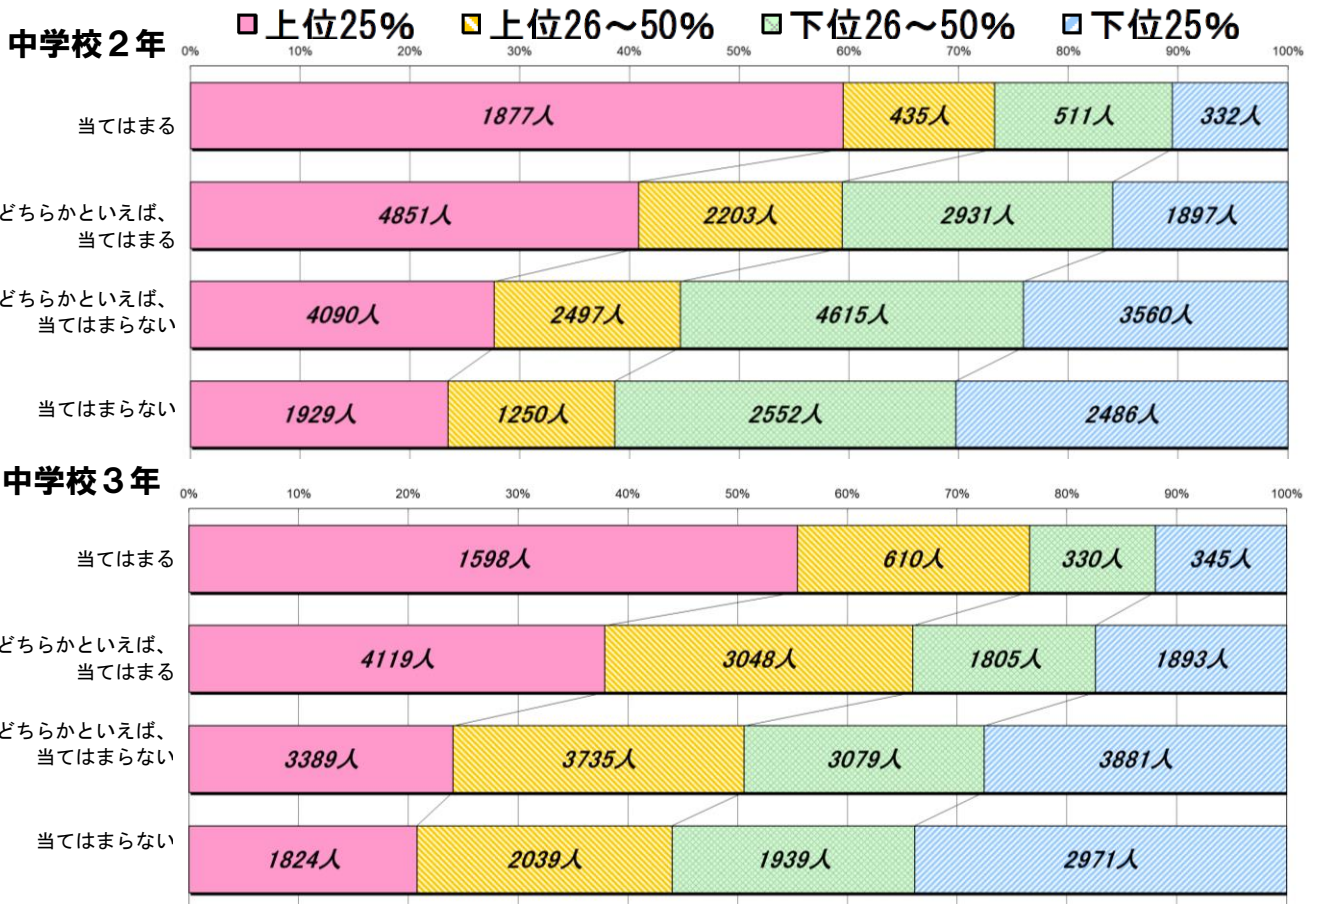 上位25% 上位26～50% 下位26～50% 下位25%
中学校２年
0% 10% 20% 30% 40% 50% 60% 70% 80% 90% 100%
当てはまる 1877人 435人 511人 332人
どちらかといえば、
当てはまる 4851人 2203人 2931人 1897人
どちらかといえば、
当てはまらない 4090人 2497人 4615人 3560人
当てはまらない 1929人 1250人 2552人 2486人
中学校３年
0% 10% 20% 30% 40% 50% 60% 70% 80% 90% 100%
当てはまる 1598人 610人 330人 345人
どちらかといえば、
当てはまる 4119人 3048人 1805人 1893人
どちらかといえば、
当てはまらない 3389人 3735人 3079人 3881人
当てはまらない 1824人 2039人 1939人 2971人